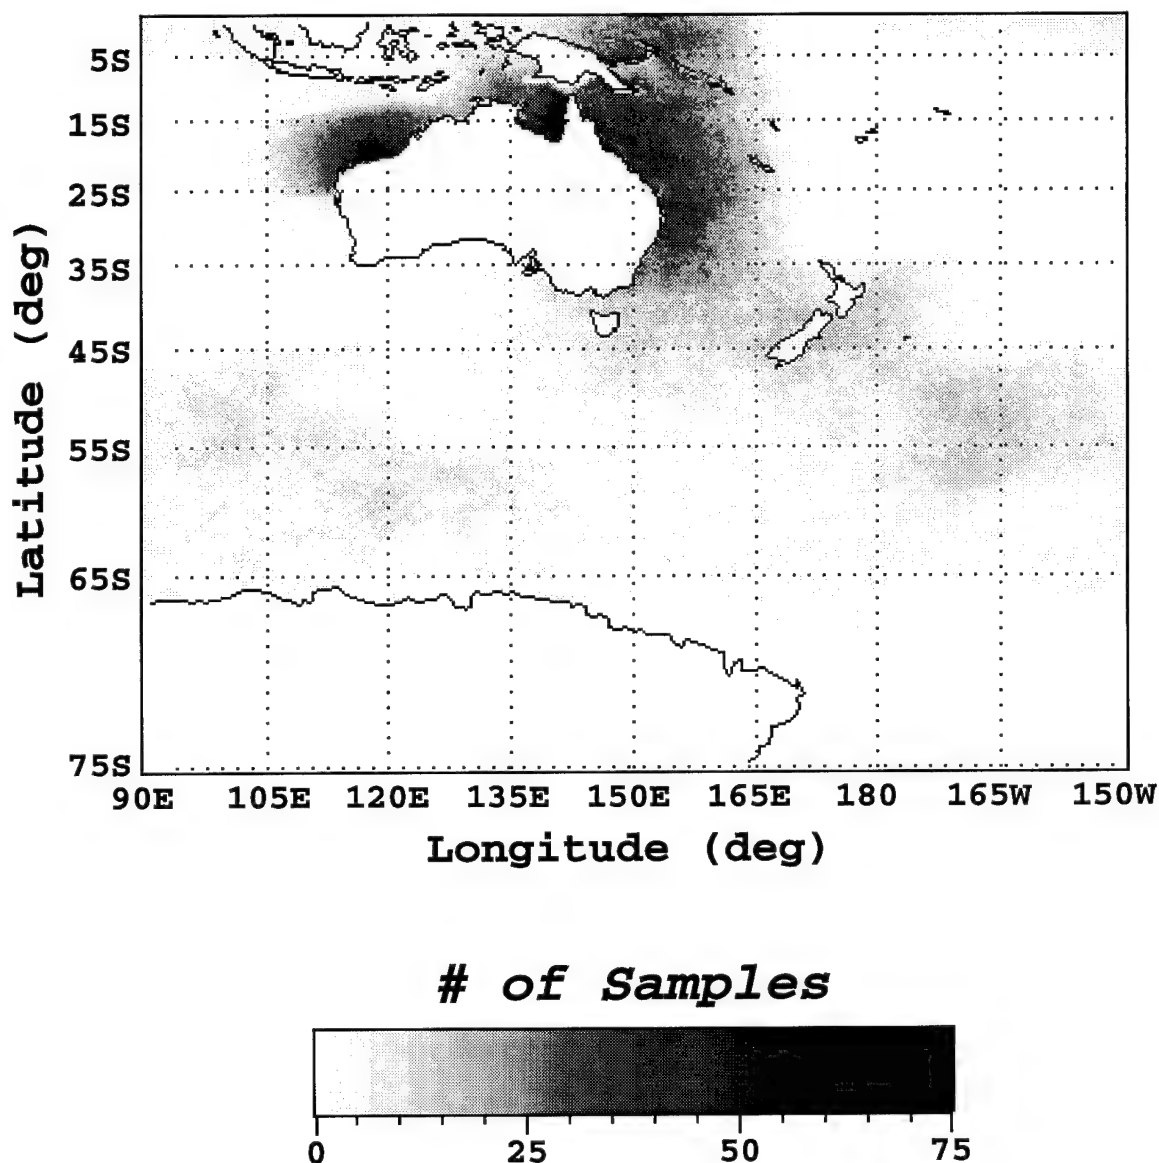 5S
15S
25S
35S
45S
55S
65S
75S
Latitude (deg)
90E 105E 120E 135E 150E 165E 180 165W 150W
Longitude (deg)
# of Samples
0 25 50 75